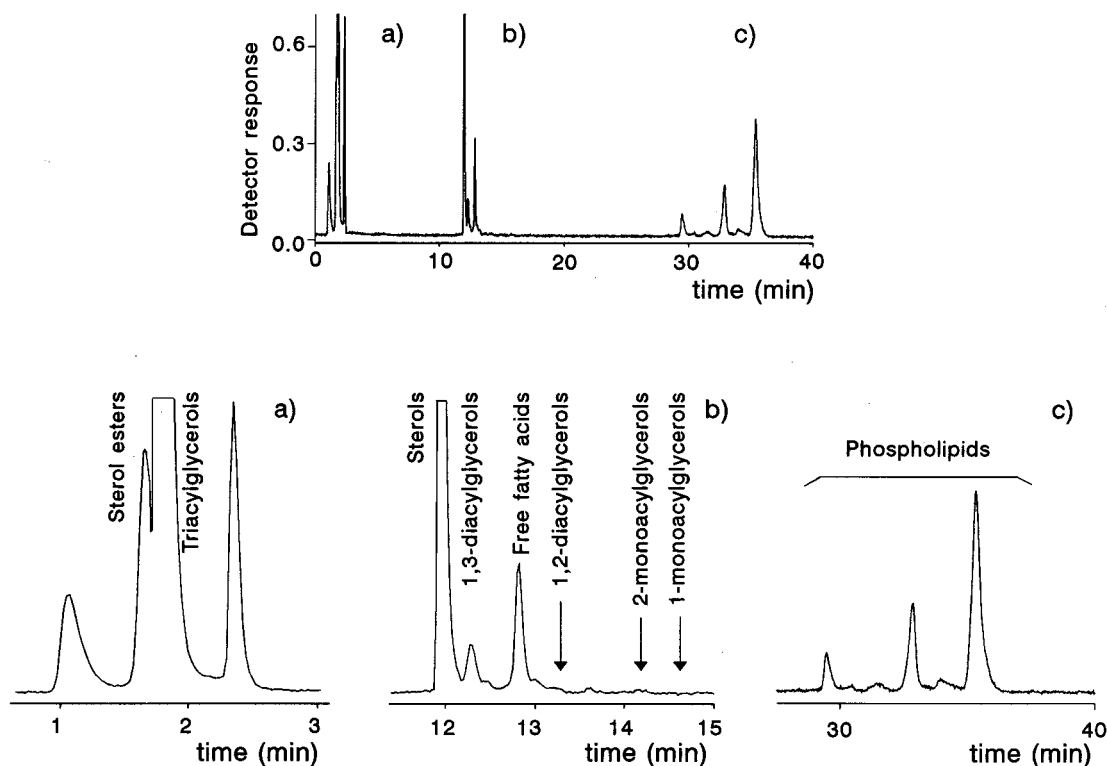 a)
b)
c)
Detector response
0.6
0.3
0.0
0
10
20
30
40
time (min)
a)
Sterol esters
Triacylglycerols
1
2
3
time (min)
b)
Sterols
1,3-diacylglycerols
Free fatty acids
1,2-diacylglycerols
2-monoacylglycerols
1-monoacylglycerols
12
13
14
15
time (min)
c)
Phospholipids
30
40
time (min)